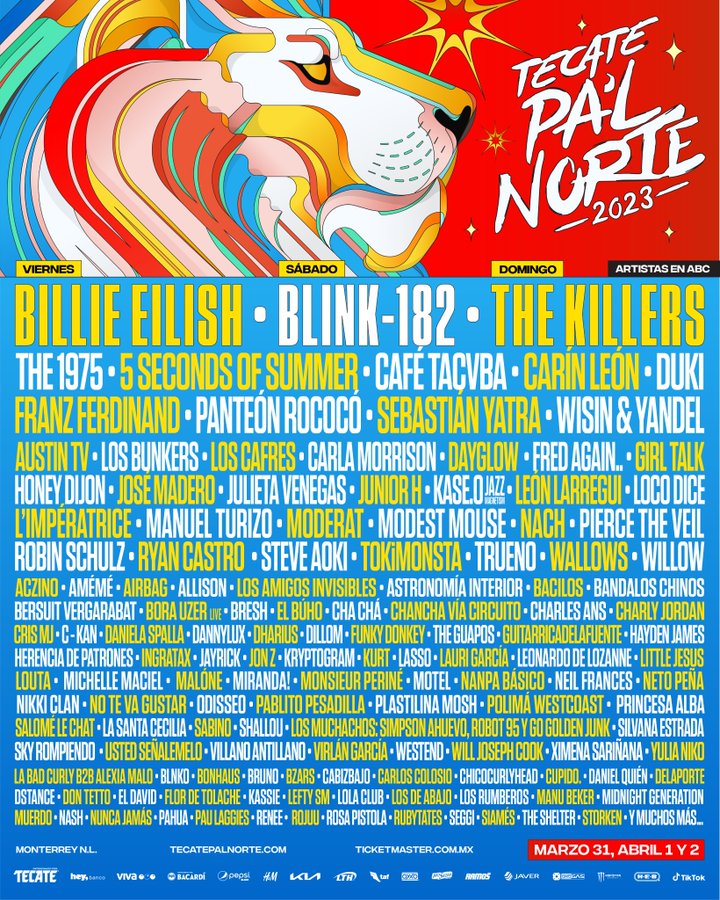 TECATE
PA'L
NORTE
2023
VIERNES
SÁBADO
DOMINGO
ARTISTAS EN ABC
BILLIE EILISH • BLINK-182 • THE KILLERS
THE 1975 • 5 SECONDS OF SUMMER • CAFÉ TACVBA • CARÍN LEÓN • DUKI
FRANZ FERDINAND • PANTEÓN ROCOCÓ • SEBASTIÁN YATRA • WISIN & YANDEL
AUSTIN TV • LOS BUNKERS • LOS CAFRES • CARLA MORRISON • DAYGLOW • FRED AGAIN.. • GIRL TALK
HONEY DIJON • JOSÉ MADERO • JULIETA VENEGAS • JUNIOR H • KASE.O JAZZ MAGNETISM • LEÓN LARREGUI • LOCO DICE
L'IMPÉRATRICE • MANUEL TURIZO • MODERAT • MODEST MOUSE • NACH • PIERCE THE VEIL
ROBIN SCHULZ • RYAN CASTRO • STEVE AOKI • TOKiMONSTA • TRUENO • WALLOWS • WILLOW
ACZINO • AMÉMÉ • AIRBAG • ALLISON • LOS AMIGOS INVISIBLES • ASTRONOMÍA INTERIOR • BACILOS • BANDALOS CHINOS
BERSUIT VERGARABAT • BORA UZER LIVE • BRESH • EL BÚHO • CHA CHÁ • CHANCHA VÍA CIRCUITO • CHARLES ANS • CHARLY JORDAN
CRIS MJ • C-KAN • DANIELA SPALLA • DANNYLUX • DHARIUS • DILLOM • FUNKY DONKEY • THE GUAPOS • GUITARRICADELAFUENTE • HAYDEN JAMES
HERENCIA DE PATRONES • INGRATAX • JAYRICK • JON Z • KRYPTOGRAM • KURT • LASSO • LAURI GARCÍA • LEONARDO DE LOZANNE • LITTLE JESUS
LOUTA • MICHELLE MACIEL • MALÓNE • MIRANDA! • MONSIEUR PERINÉ • MOTEL • NANPA BÁSICO • NEIL FRANCES • NETO PEÑA
NIKKI CLAN • NO TE VA GUSTAR • ODISSEO • PABLITO PESADILLA • PLASTILINA MOSH • POLIMÁ WESTCOAST • PRINCESA ALBA
SALOMÉ LE CHAT • LA SANTA CECILIA • SABINO • SHALLOU • LOS MUCHACHOS: SIMPSON AHUEVO, ROBOT 95 Y GO GOLDEN JUNK • SILVANA ESTRADA
SKY ROMPIENDO • USTED SEÑALEMELO • VILLANO ANTILLANO • VIRLÁN GARCÍA • WESTEND • WILL JOSEPH COOK • XIMENA SARIÑANA • YULIA NIKO
LA BAD CURLY B2B ALEXIA MALO • BLNKO • BONHAUS • BRUNO • BZARS • CABIZBAJO • CARLOS COLOSIO • CHICOCURLYHEAD • CUPIDO. • DANIEL QUIÉN • DELAPORTE
DSTANCE • DON TETTO • EL DAVID • FLOR DE TOLACHE • KASSIE • LEFTY SM • LOLA CLUB • LOS DE ABAJO • LOS RUMBEROS • MANU BEKER • MIDNIGHT GENERATION
MUERDO • NASH • NUNCA JAMÁS • PAHUA • PAU LAGGIES • RENEE • ROJUU • ROSA PISTOLA • RUBYTATES • SEGGI • SIAMÉS • THE SHELTER • STORKEN • Y MUCHOS MAS...
MONTERREY N.L.
TECATEPALNORTE.COM
TICKETMASTER.COM.MX
MARZO 31, ABRIL 1 Y 2
TECATE hey, banco VIVA BACARDÍ pepsi H&M KIA LTH taf RAMOS JAVER H-E-B TikTok